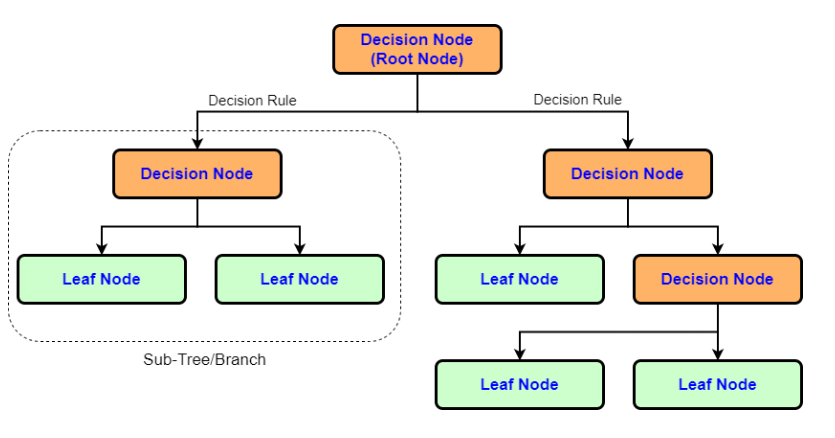 Decision Node
(Root Node)
Decision Rule
Decision Rule
Decision Node
Decision Node
Leaf Node
Leaf Node
Leaf Node
Decision Node
Sub-Tree/Branch
Leaf Node
Leaf Node